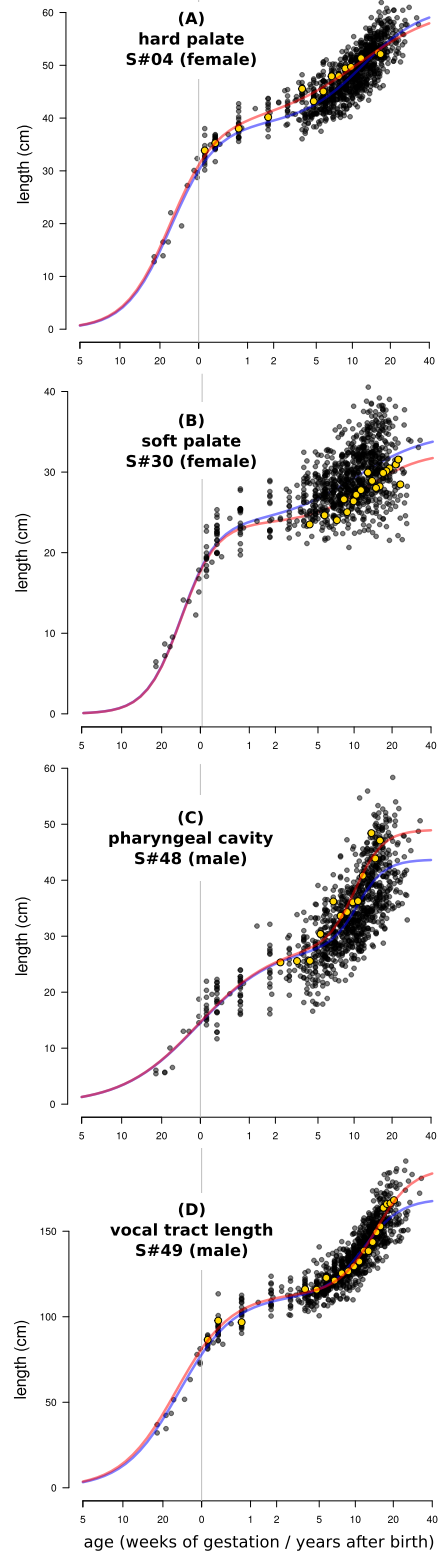 (A)
hard palate
S#04 (female)
length (cm)
60
50
40
30
20
10
0
5 10 20 0 1 2 5 10 20 40
(B)
soft palate
S#30 (female)
length (cm)
40
30
20
10
0
5 10 20 0 1 2 5 10 20 40
(C)
pharyngeal cavity
S#48 (male)
length (cm)
60
50
40
30
20
10
0
5 10 20 0 1 2 5 10 20 40
(D)
vocal tract length
S#49 (male)
length (cm)
150
100
50
0
5 10 20 0 1 2 5 10 20 40
age (weeks of gestation / years after birth)